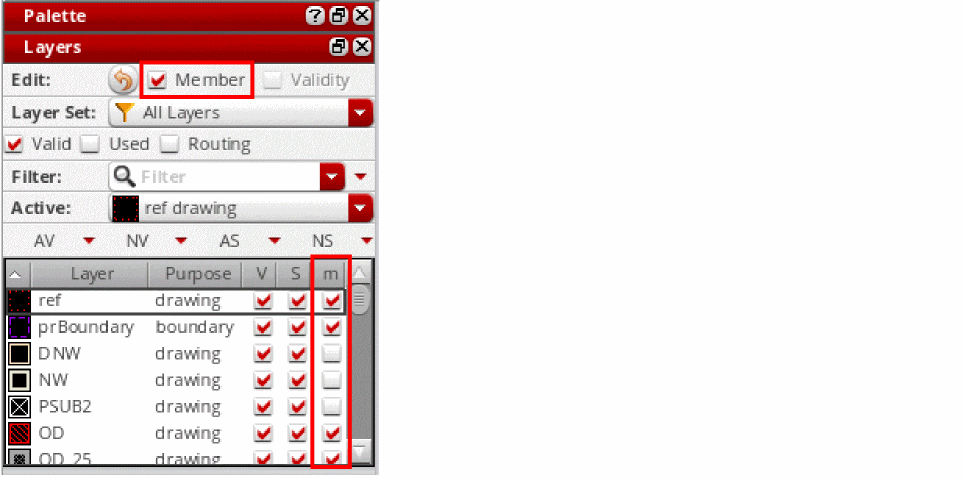 Palette
Layers
Edit: Member Validity
Layer Set: All Layers
Valid Used Routing
Filter: Filter
Active: ref drawing
AV NV AS NS
Layer Purpose V S m
ref drawing
prBoundary boundary
DNW drawing
NW drawing
PSUB2 drawing
OD drawing
OD_25 drawing